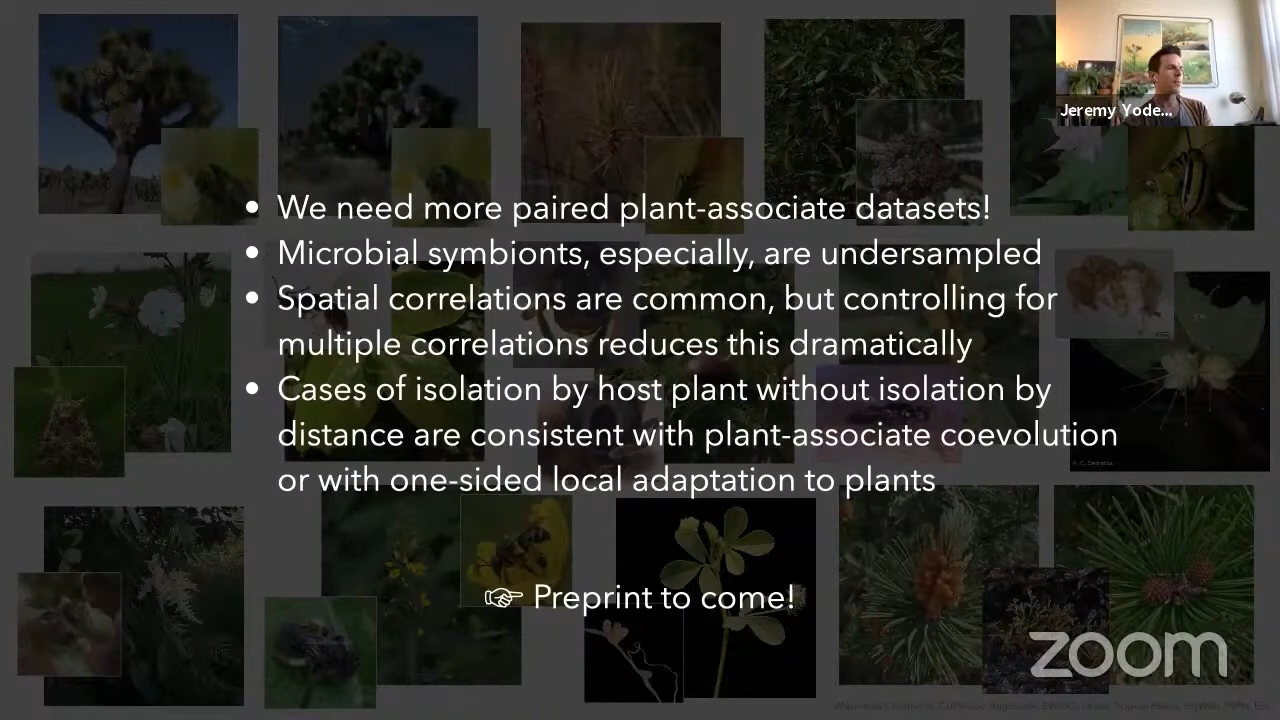 Jeremy Yode...
• We need more paired plant-associate datasets!
• Microbial symbionts, especially, are undersampled
• Spatial correlations are common, but controlling for
multiple correlations reduces this dramatically
• Cases of isolation by host plant without isolation by
distance are consistent with plant-associate coevolution
or with one-sided local adaptation to plants
☞ Preprint to come!
zoom